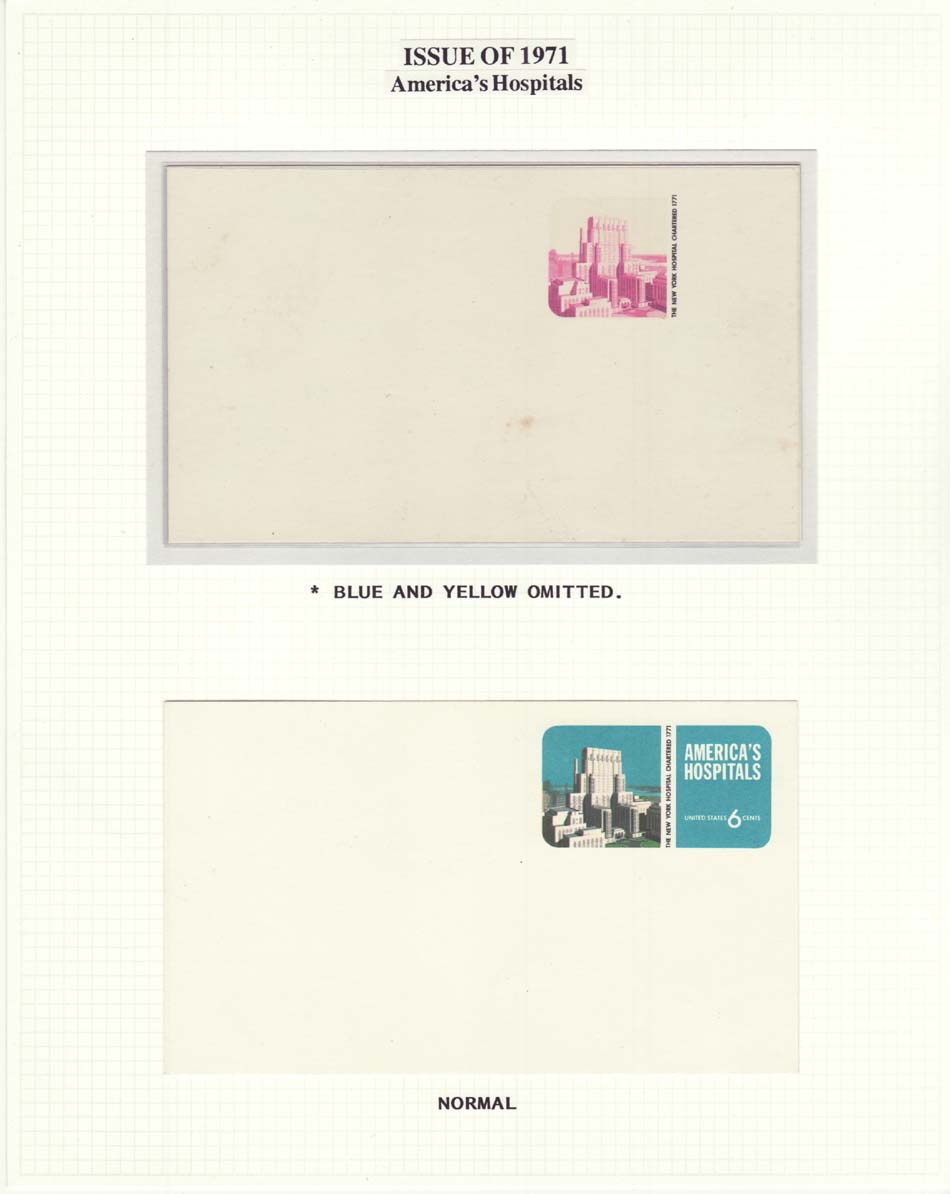 ISSUE OF 1971
America's Hospitals
THE NEW YORK HOSPITAL CHARTERED 1771
* BLUE AND YELLOW OMITTED.
THE NEW YORK HOSPITAL CHARTERED 1771
AMERICA'S
HOSPITALS
UNITED STATES 6 CENTS
NORMAL